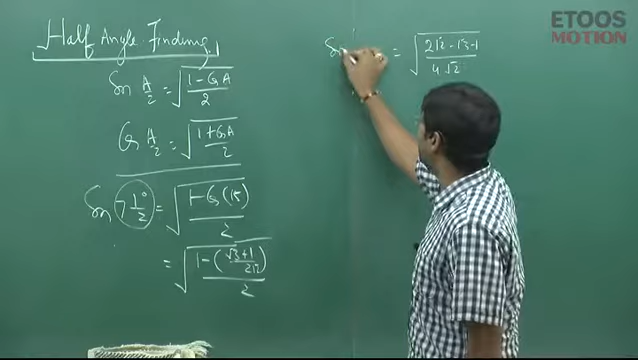 Half Angle Finding
Sin A/2 = √((1 - Cos A)/2)
Cos A/2 = √((1 + Cos A)/2)
Sin 7 1/2° = √((1 - Cos (15))/2)
= √((1 - ((√3 + 1)/(2√2)))/2)
Sin = √((2√2 - √3 - 1)/(4√2))
ETOOS
MOTION